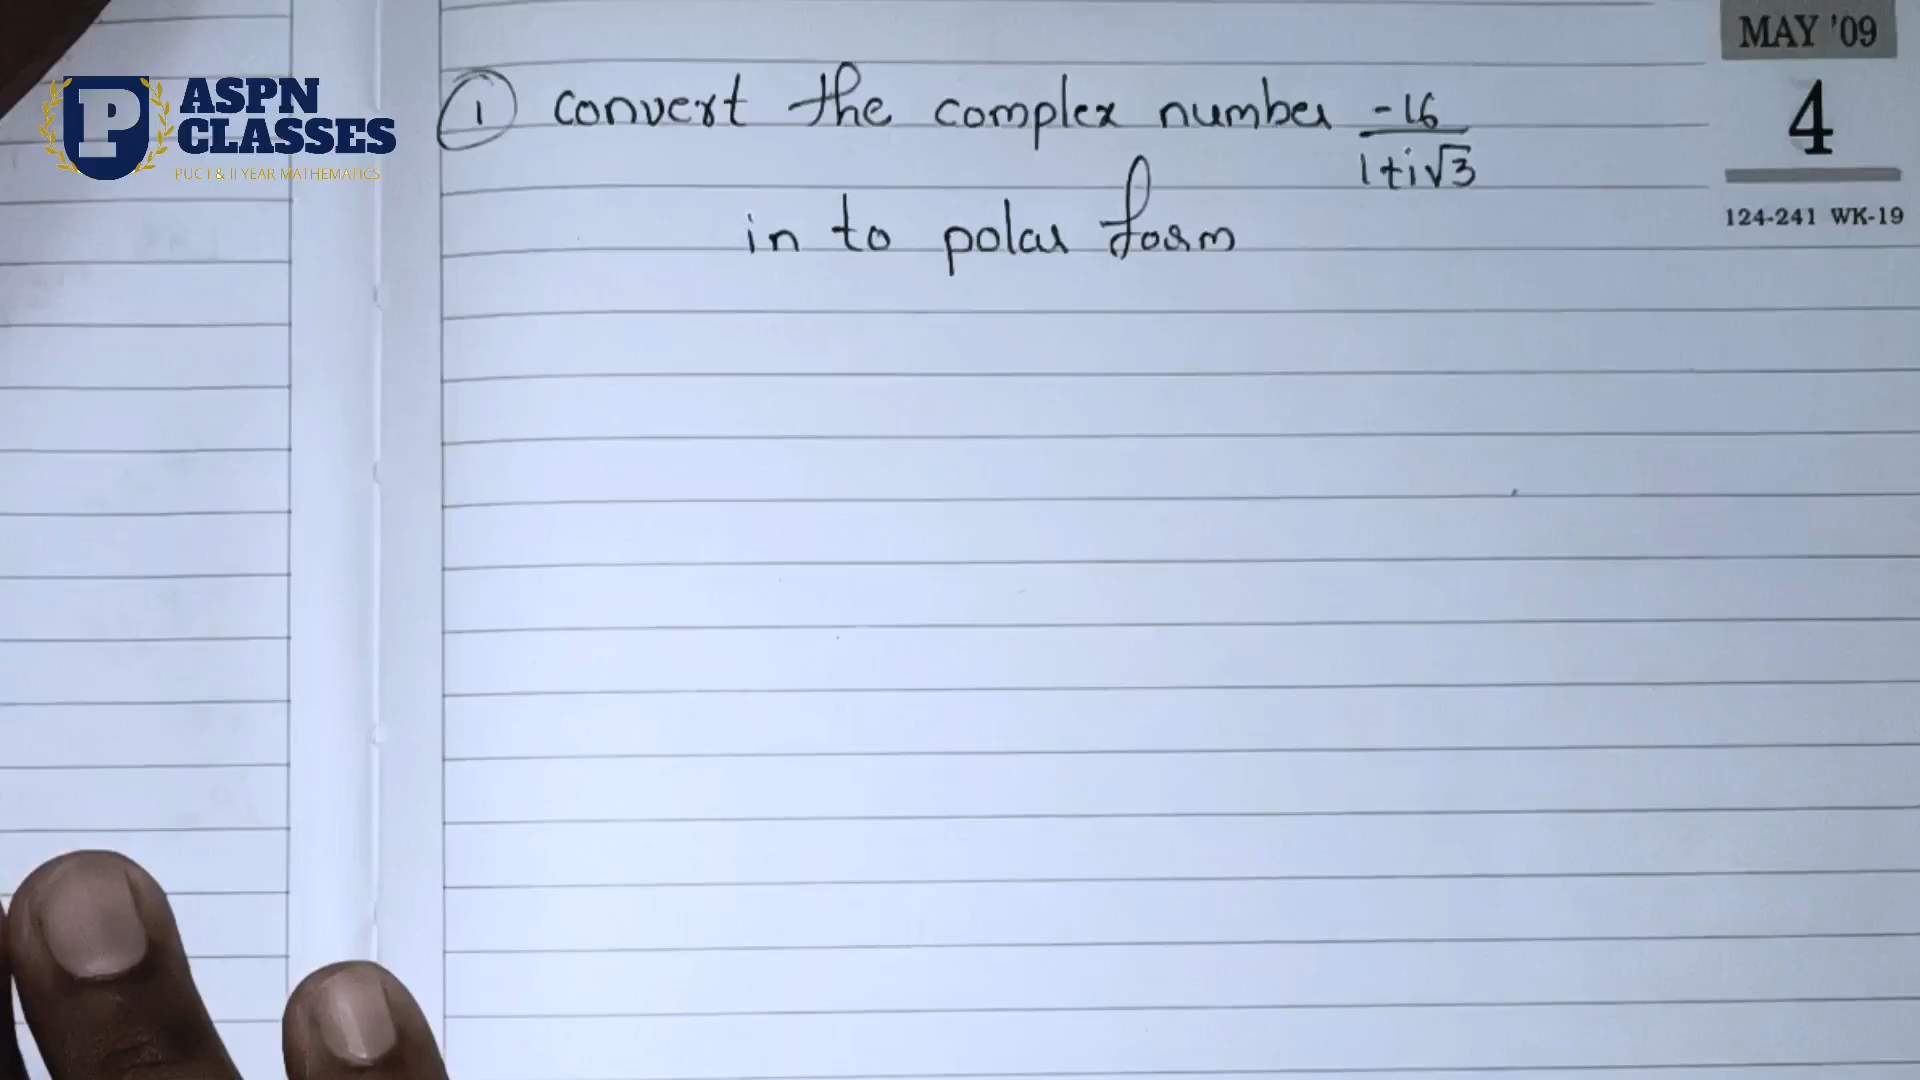 MAY '09
ASPN
CLASSES
PUC I & II YEAR MATHEMATICS
P
① convert the complex number -16/(1+i√3)
in to polar form
4
124-241 WK-19